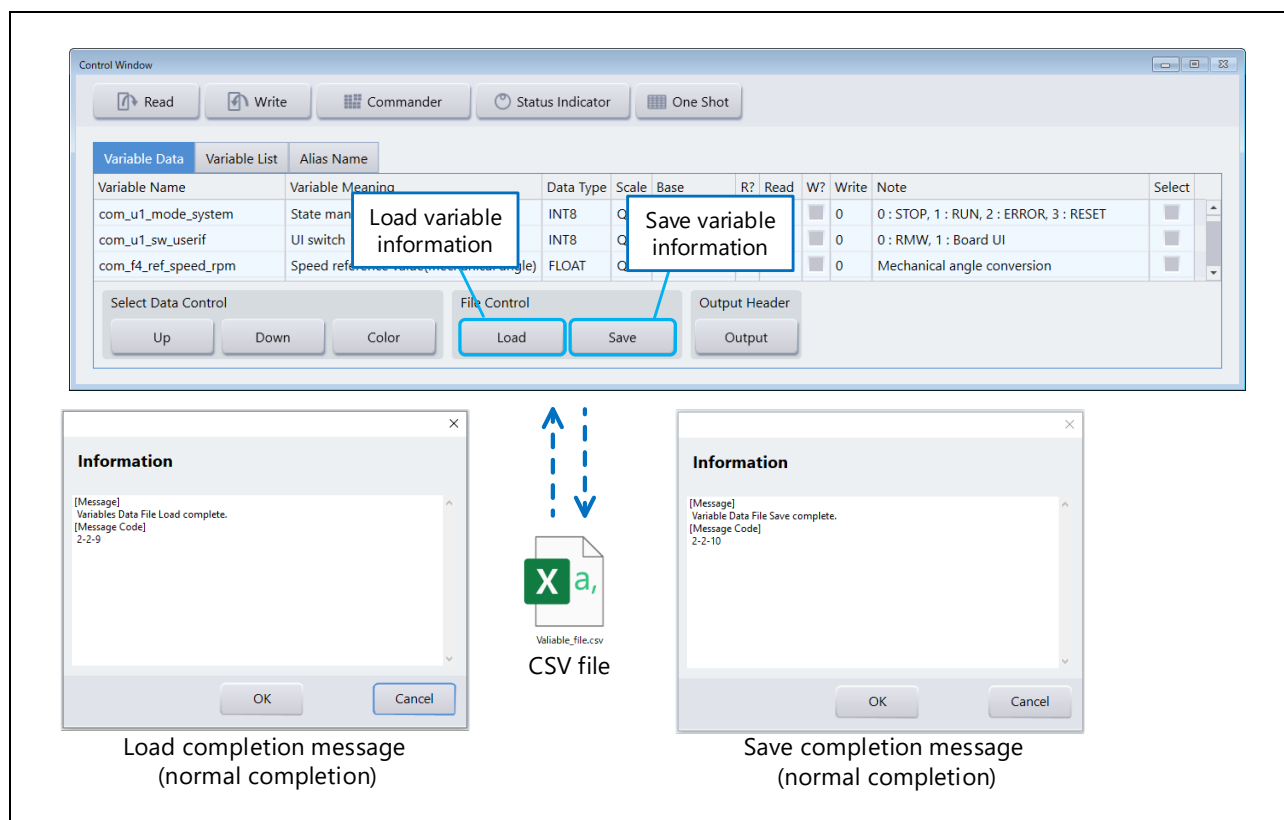 Control Window
Read Write Commander Status Indicator One Shot
Variable Data Variable List Alias Name
Variable Name Variable Meaning Data Type Scale Base R? Read W? Write Note Select
com_u1_mode_system State man INT8 Q 0 0 : STOP, 1 : RUN, 2 : ERROR, 3 : RESET
com_u1_sw_userif UI switch INT8 Q 0 0 : RMW, 1 : Board UI
com_f4_ref_speed_rpm Speed reference value(mechanical angle) FLOAT Q 0 Mechanical angle conversion
Load variable
information
Save variable
information
Select Data Control File Control Output Header
Up Down Color Load Save Output
Information
[Message]
Variables Data File Load complete.
[Message Code]
2-2-9
OK Cancel
Load completion message
(normal completion)
X a,
Valiable_file.csv
CSV file
Information
[Message]
Variable Data File Save complete.
[Message Code]
2-2-10
OK Cancel
Save completion message
(normal completion)